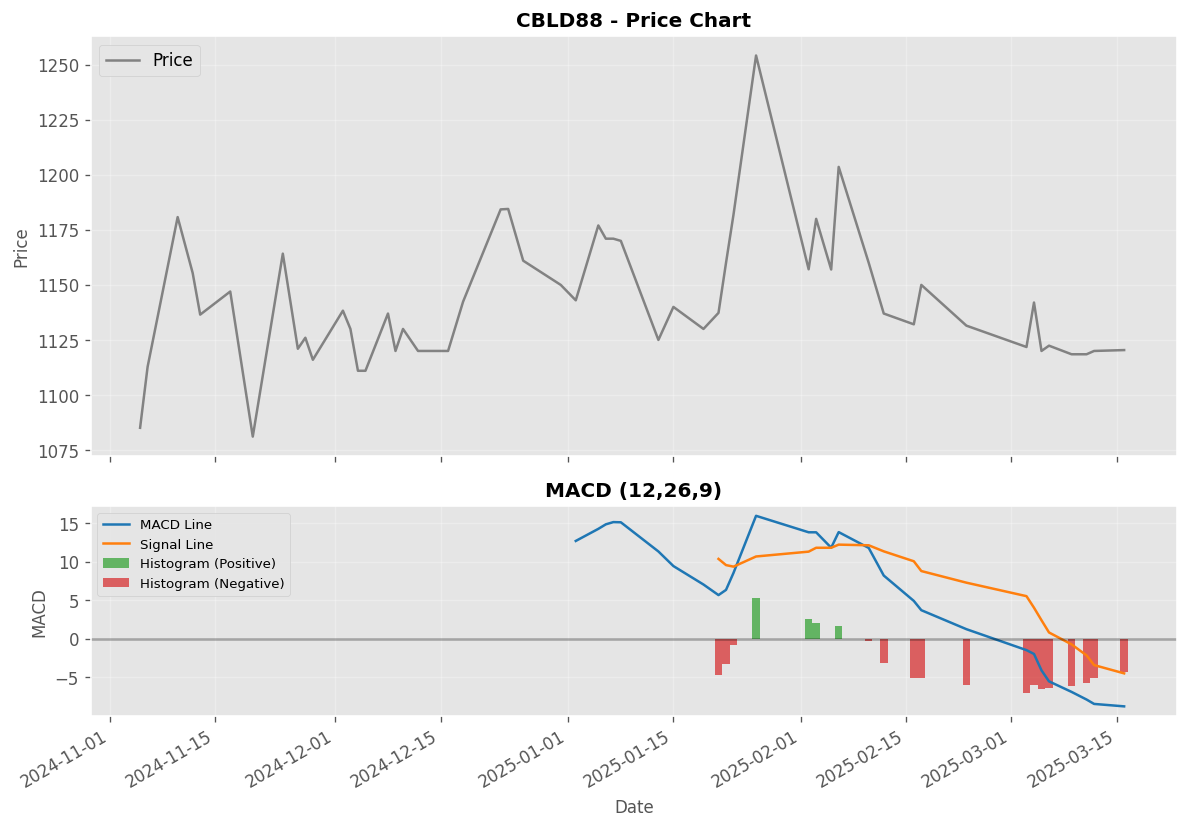 CBLD88 - Price Chart
Price
1250
1225
1200
1175
1150
1125
1100
1075
Price
MACD (12,26,9)
MACD Line
Signal Line
Histogram (Positive)
Histogram (Negative)
15
10
5
0
−5
MACD
2024-11-01
2024-11-15
2024-12-01
2024-12-15
2025-01-01
2025-01-15
2025-02-01
2025-02-15
2025-03-01
2025-03-15
Date